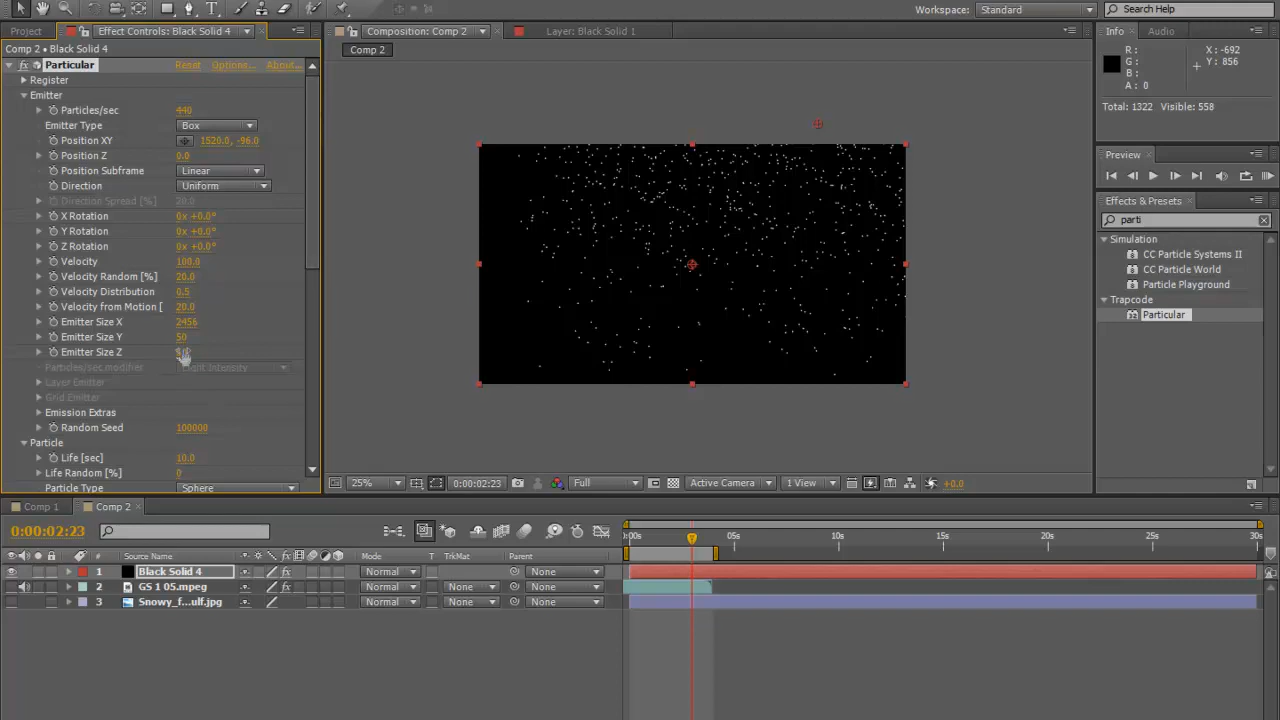 Workspace: Standard Search Help
Project Effect Controls: Black Solid 4 Composition: Comp 2 Layer: Black Solid 1 Info Audio
Comp 2 • Black Solid 4 Comp 2
Particular Reset Options... About...
Register
Emitter
Particles/sec 440
Emitter Type Box
Position XY 1520.0, -96.0
Position Z 0.0
Position Subframe Linear
Direction Uniform
Direction Spread [%] 20.0
X Rotation 0x +0.0°
Y Rotation 0x +0.0°
Z Rotation 0x +0.0°
Velocity 100.0
Velocity Random [%] 20.0
Velocity Distribution 0.5
Velocity from Motion [ 20.0
Emitter Size X 2456
Emitter Size Y 50
Emitter Size Z
Particles/sec modifier Light Intensity
Layer Emitter
Grid Emitter
Emission Extras
Random Seed 100000
Particle
Life [sec] 10.0
Life Random [%] 0
Particle Type Sphere
R: X: -692
G: Y: 856
B:
A: 0
Total: 1322 Visible: 558
Preview
Effects & Presets
parti
Simulation
CC Particle Systems II
CC Particle World
Particle Playground
Trapcode
Particular
25% 0:00:02:23 Full Active Camera 1 View +0.0
Comp 1 Comp 2
0:00:02:23 0:00s 05s 10s 15s 20s 25s 30s
# Source Name Mode T TrkMat Parent
1 Black Solid 4 Normal None
2 GS 1 05.mpeg Normal None None
3 Snowy_f...ulf.jpg Normal None None